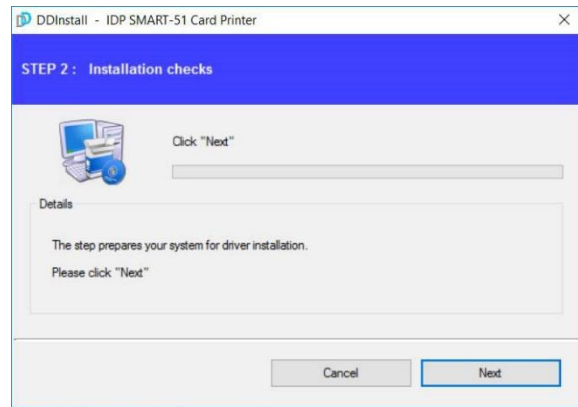 DDInstall - IDP SMART-51 Card Printer
STEP 2 : Installation checks
Click "Next"
Details
The step prepares your system for driver installation.
Please click "Next"
Cancel
Next